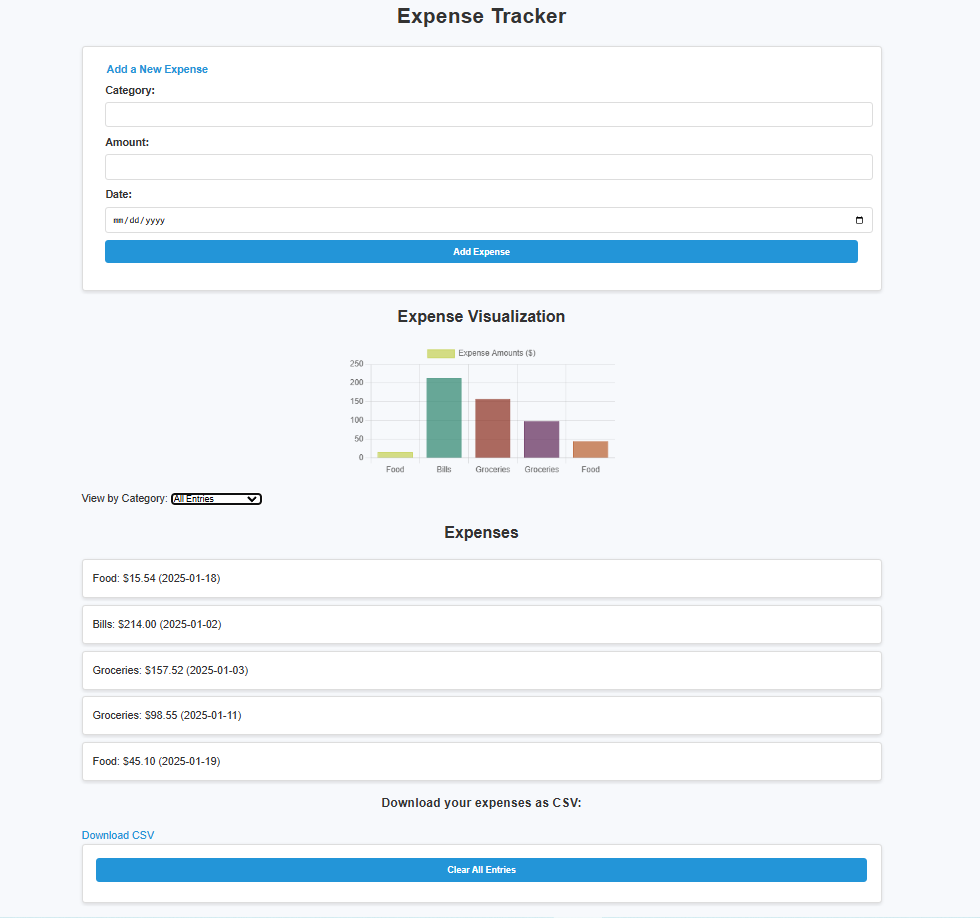 Expense Tracker
Add a New Expense
Category:
Amount:
Date:
mm/dd/yyyy
Add Expense
Expense Visualization
Expense Amounts ($)
250
200
150
100
50
0
Food Bills Groceries Groceries Food
View by Category: All Entries
Expenses
Food: $15.54 (2025-01-18)
Bills: $214.00 (2025-01-02)
Groceries: $157.52 (2025-01-03)
Groceries: $98.55 (2025-01-11)
Food: $45.10 (2025-01-19)
Download your expenses as CSV:
Download CSV
Clear All Entries